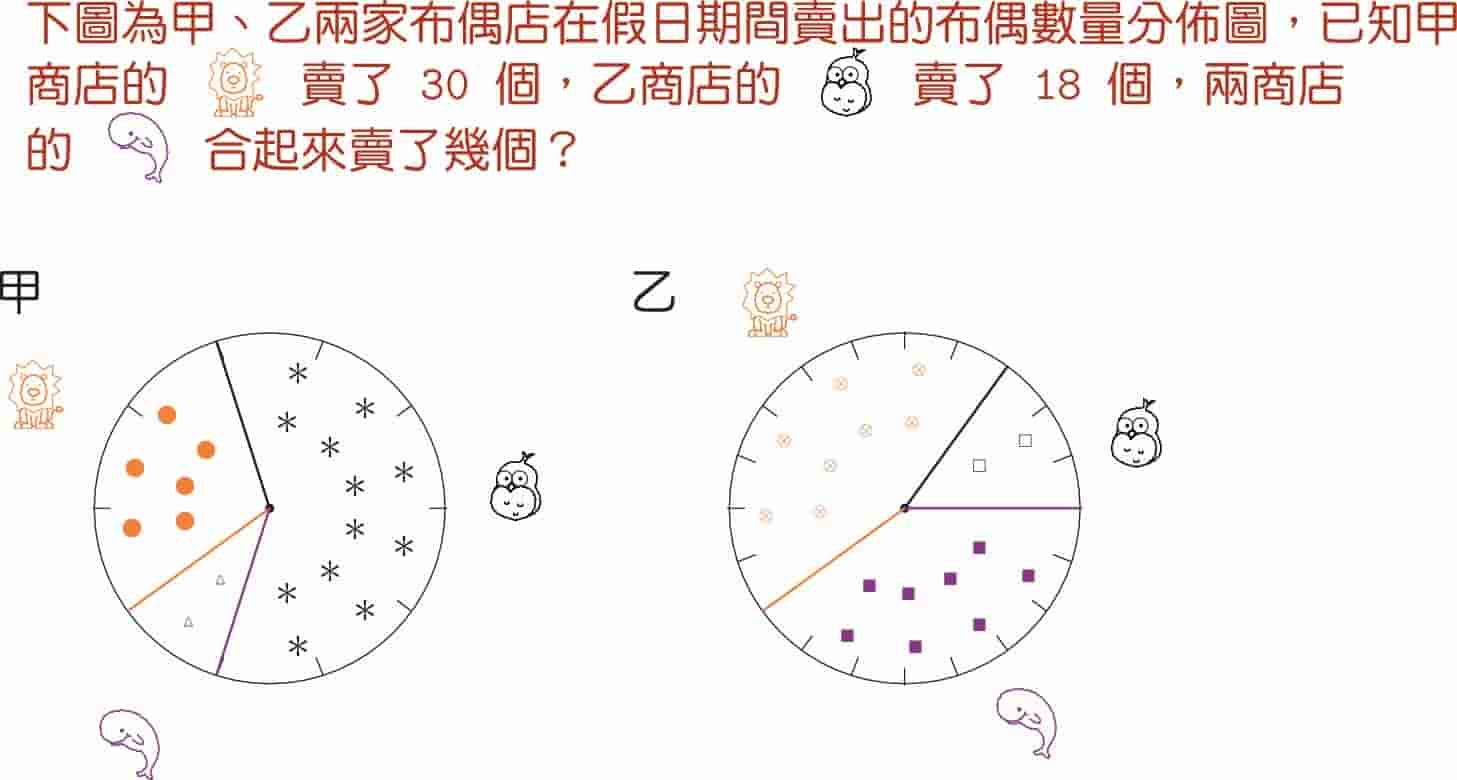 下圖為甲、乙兩家布偶店在假日期間賣出的布偶數量分佈圖，已知甲
商店的 賣了 30 個，乙商店的 賣了 18 個，兩商店
的 合起來賣了幾個？
甲
乙